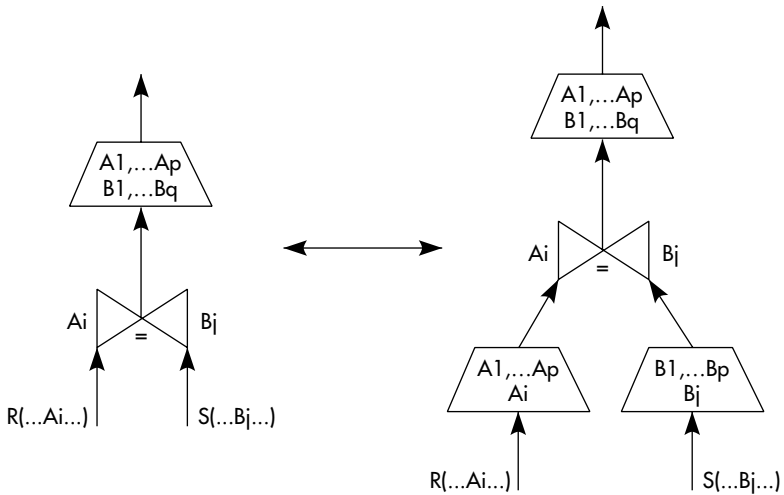 A1,...Ap
B1,...Bq
Ai
=
Bj
R(...Ai...)
S(...Bj...)
A1,...Ap
B1,...Bq
Ai
=
Bj
A1,...Ap
Ai
B1,...Bp
Bj
R(...Ai...)
S(...Bj...)